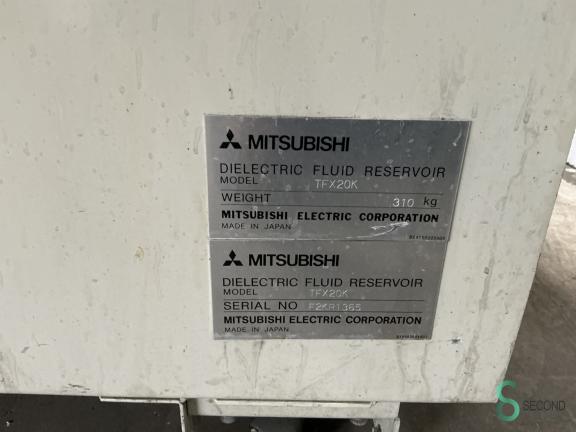 MITSUBISHI
DIELECTRIC FLUID RESERVOIR
MODEL TFX20K
WEIGHT 310 kg
MITSUBISHI ELECTRIC CORPORATION
MADE IN JAPAN
MITSUBISHI
DIELECTRIC FLUID RESERVOIR
MODEL TFX20K
SERIAL NO F2KR1365
MITSUBISHI ELECTRIC CORPORATION
MADE IN JAPAN
SECOND